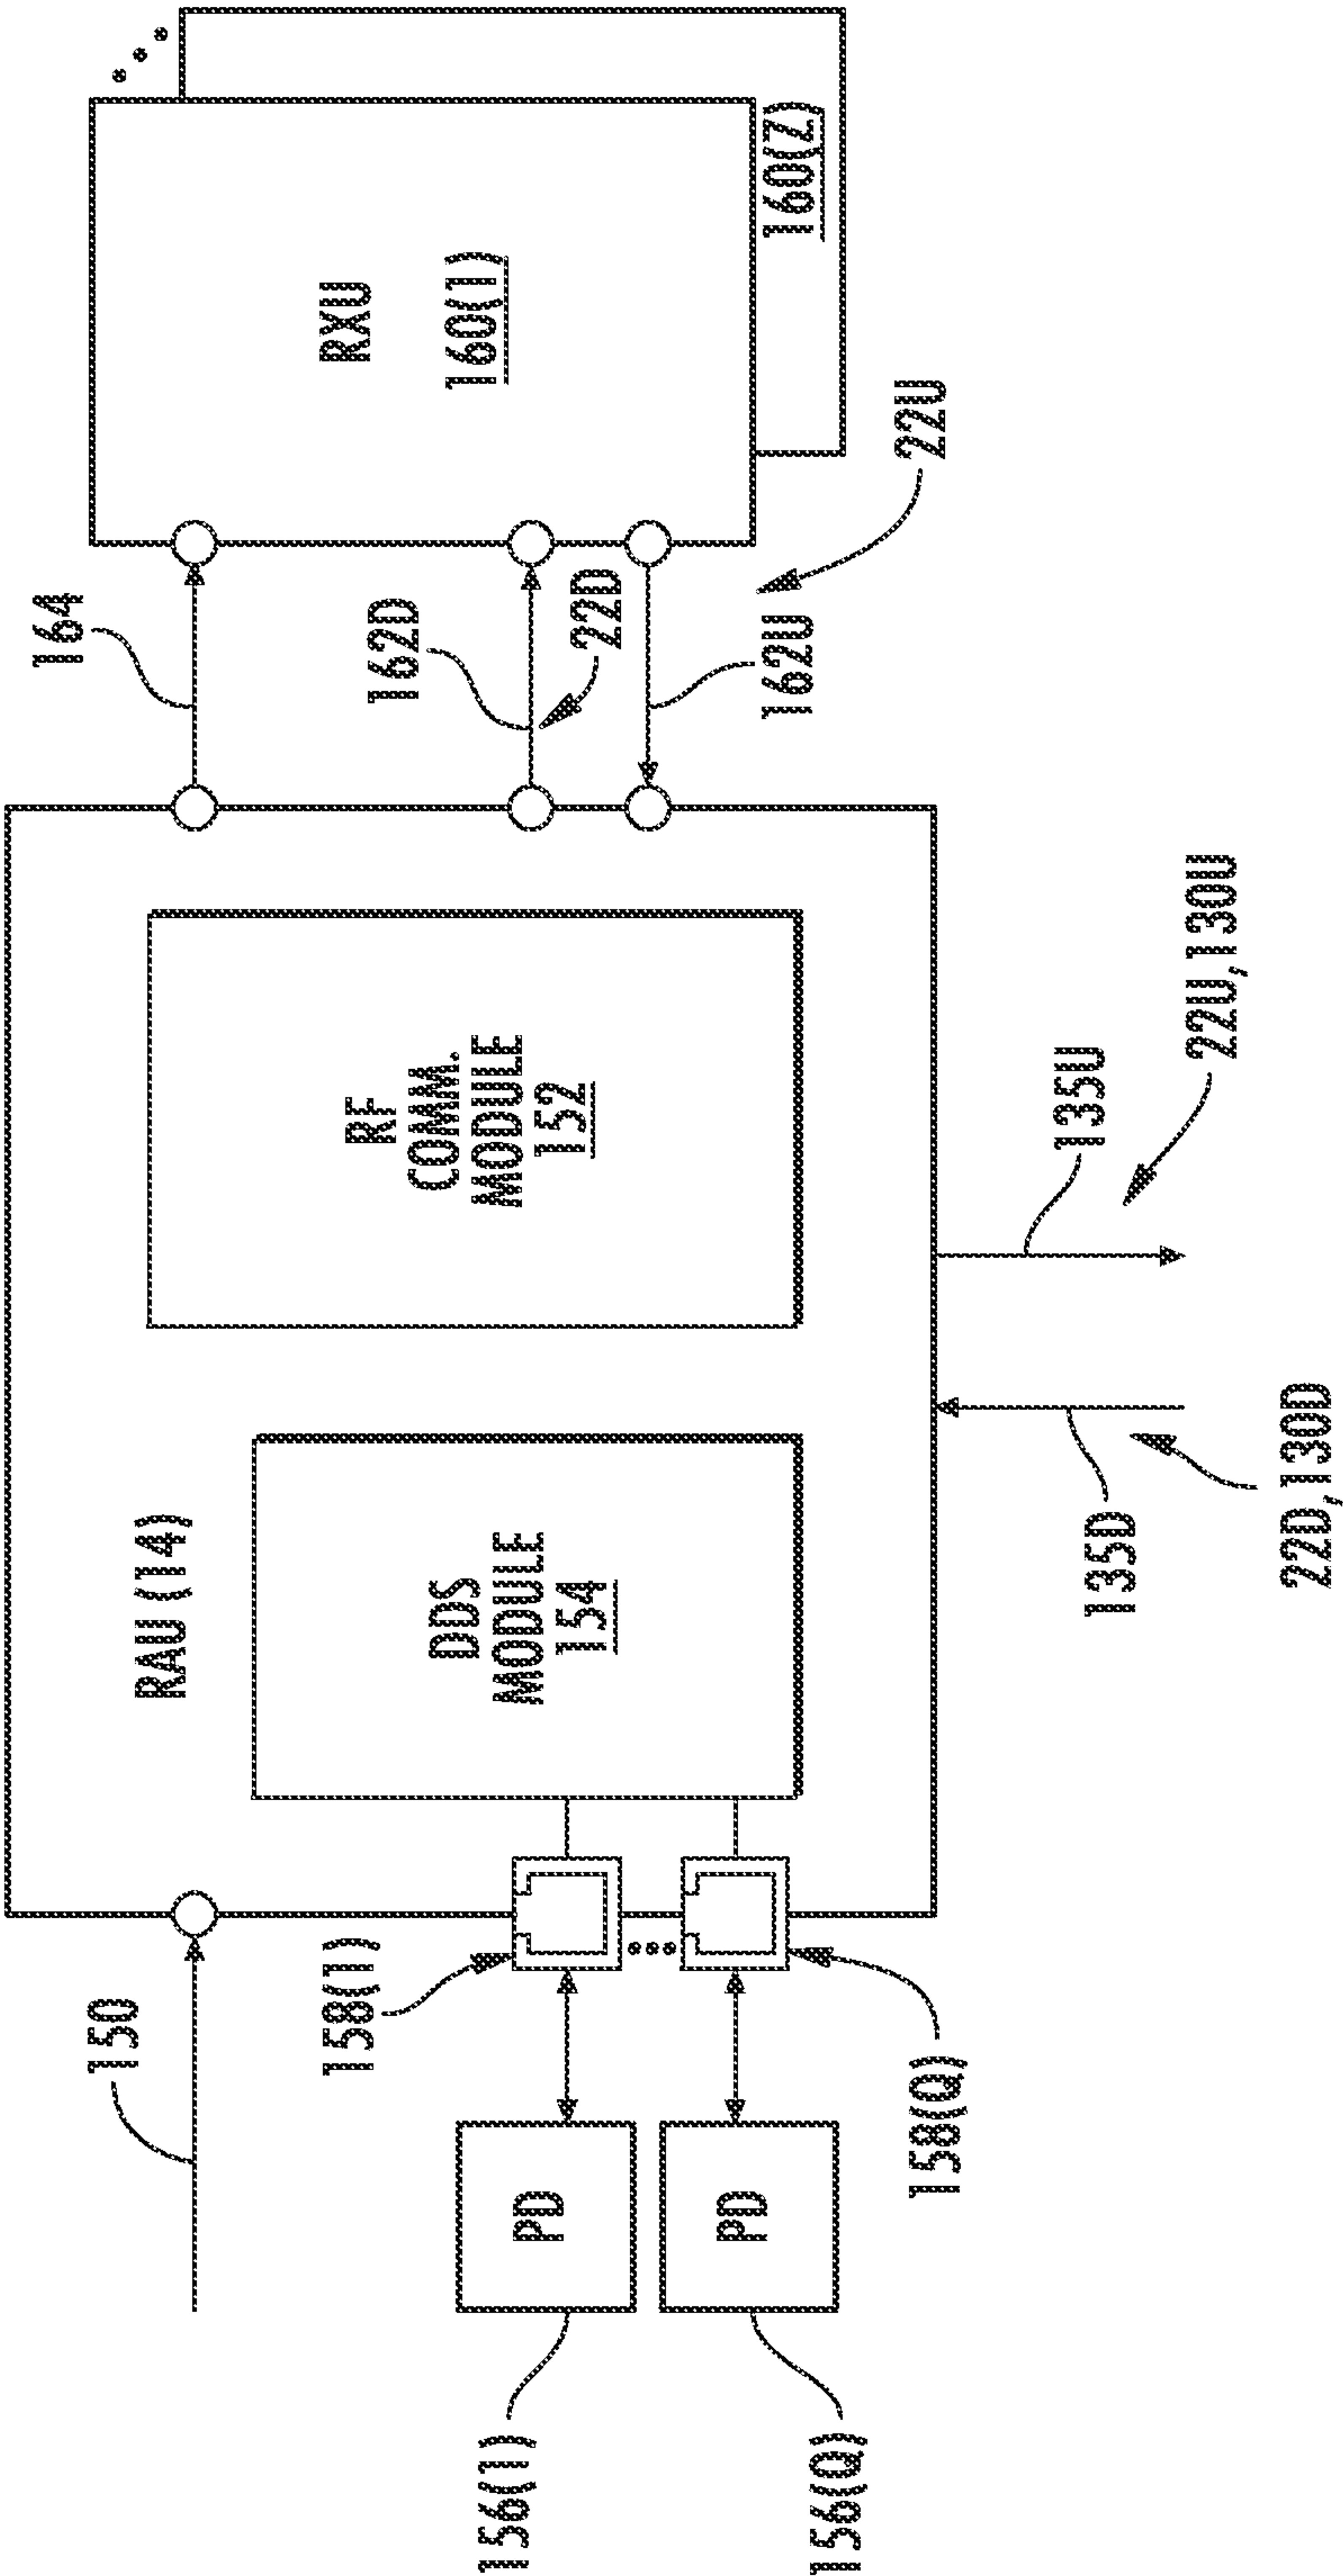 150
RAU (14)
164
RXU
160(1)
160(Z)
158(1)
DDS
MODULE
154
RF
COMM.
MODULE
152
162D
22D
162U
22U
PD
PD
156(1)
156(Q)
158(Q)
135D
22D,130D
135U
22U,130U